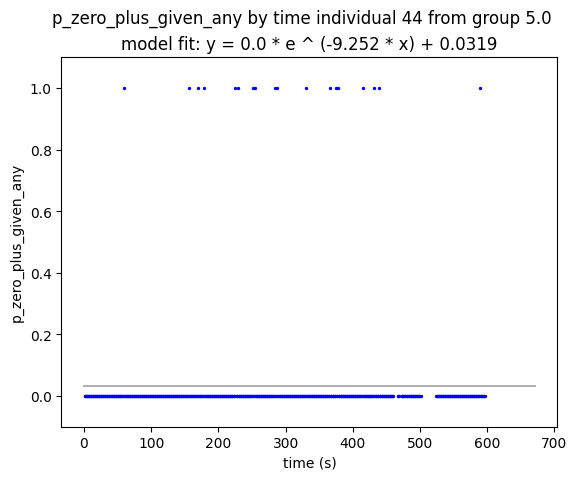 p_zero_plus_given_any by time individual 44 from group 5.0
model fit: y = 0.0 * e ^ (-9.252 * x) + 0.0319
1.0
0.8
0.6
0.4
0.2
0.0
p_zero_plus_given_any
0 100 200 300 400 500 600 700
time (s)